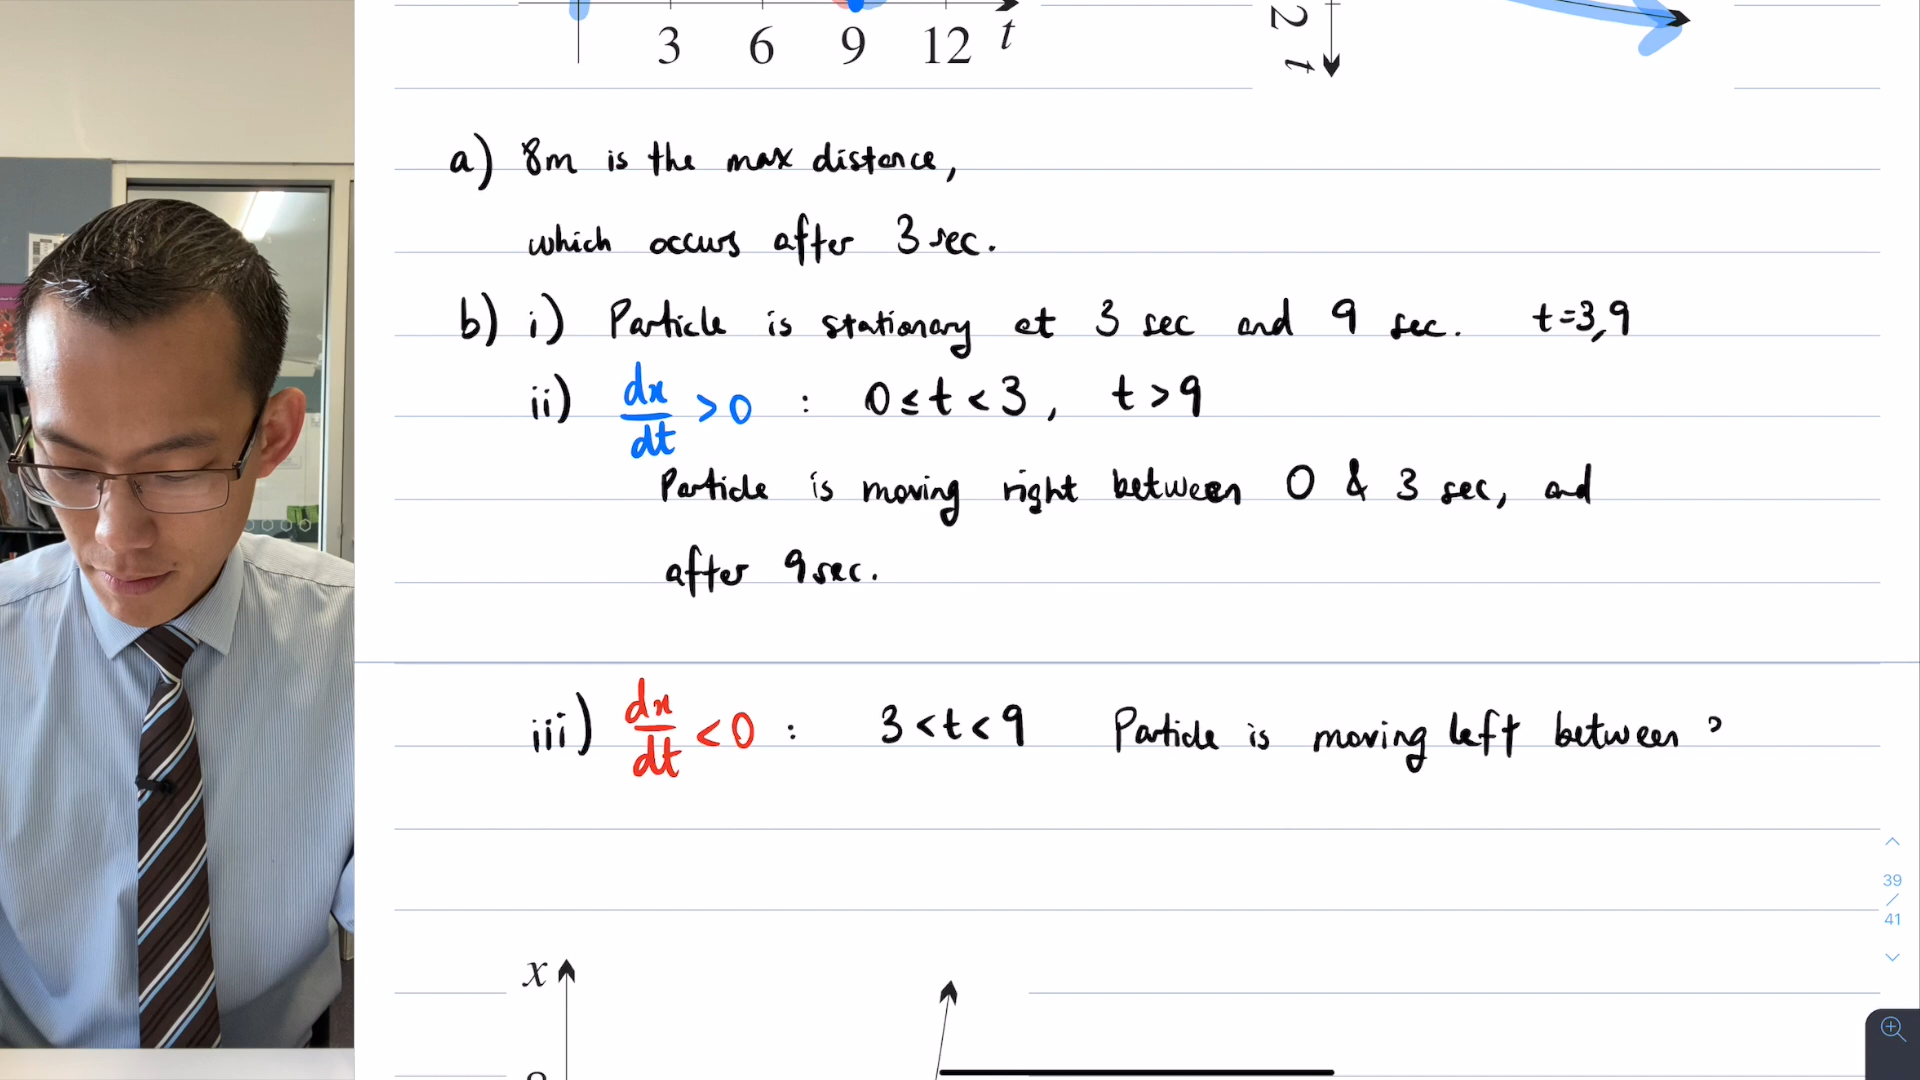 3 6 9 12 t
2 t
a) 8m is the max distance,
which occurs after 3 sec.
b) i) Particle is stationary at 3 sec and 9 sec. t=3,9
ii) dx/dt >0 : 0≤t<3, t>9
Particle is moving right between 0 & 3 sec, and
after 9 sec.
iii) dx/dt <0 : 3<t<9 Particle is moving left between
39
/
41
x